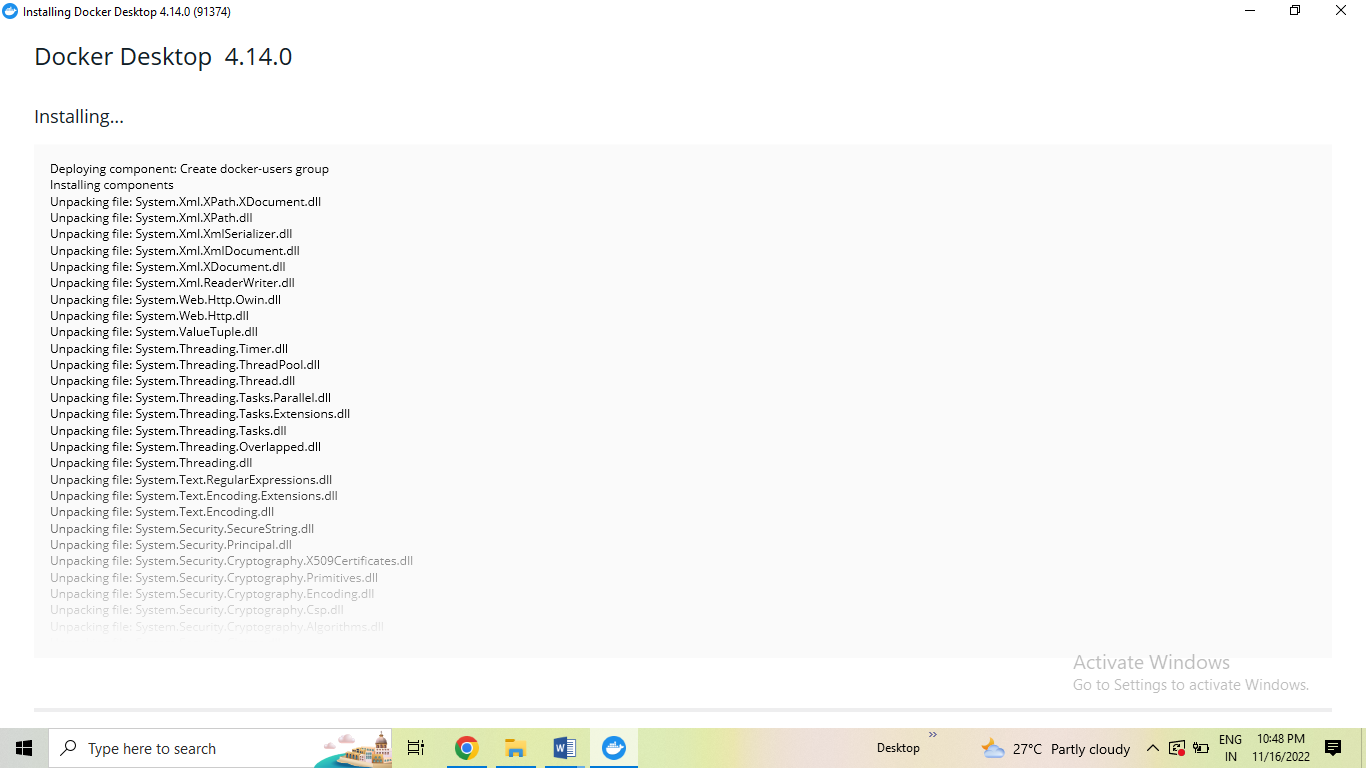 Installing Docker Desktop 4.14.0 (91374)
Docker Desktop 4.14.0
Installing...
Deploying component: Create docker-users group
Installing components
Unpacking file: System.Xml.XPath.XDocument.dll
Unpacking file: System.Xml.XPath.dll
Unpacking file: System.Xml.XmlSerializer.dll
Unpacking file: System.Xml.XmlDocument.dll
Unpacking file: System.Xml.XDocument.dll
Unpacking file: System.Xml.ReaderWriter.dll
Unpacking file: System.Web.Http.Owin.dll
Unpacking file: System.Web.Http.dll
Unpacking file: System.ValueTuple.dll
Unpacking file: System.Threading.Timer.dll
Unpacking file: System.Threading.ThreadPool.dll
Unpacking file: System.Threading.Thread.dll
Unpacking file: System.Threading.Tasks.Parallel.dll
Unpacking file: System.Threading.Tasks.Extensions.dll
Unpacking file: System.Threading.Tasks.dll
Unpacking file: System.Threading.Overlapped.dll
Unpacking file: System.Threading.dll
Unpacking file: System.Text.RegularExpressions.dll
Unpacking file: System.Text.Encoding.Extensions.dll
Unpacking file: System.Text.Encoding.dll
Unpacking file: System.Security.SecureString.dll
Unpacking file: System.Security.Principal.dll
Unpacking file: System.Security.Cryptography.X509Certificates.dll
Unpacking file: System.Security.Cryptography.Primitives.dll
Unpacking file: System.Security.Cryptography.Encoding.dll
Unpacking file: System.Security.Cryptography.Csp.dll
Unpacking file: System.Security.Cryptography.Algorithms.dll
Activate Windows
Go to Settings to activate Windows.
Type here to search
Desktop
27°C Partly cloudy
ENG
IN
10:48 PM
11/16/2022